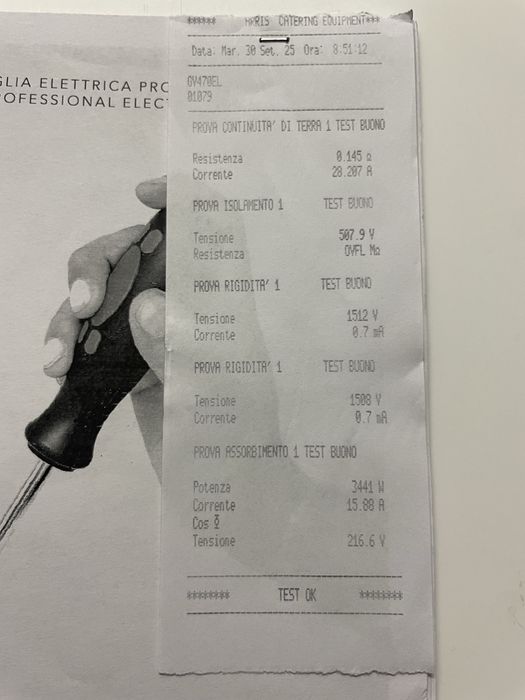 GLIA ELETTRICA PRO
OFESSIONAL ELEC
****** ARRIS CATERING EQUIPMENT***
Data: Mar. 30 Set. 25 Ora: 8:51:12
GV470EL
01079
PROVA CONTINUITA' DI TERRA 1 TEST BUONO
Resistenza 0.145 Ω
Corrente 28.207 A
PROVA ISOLAMENTO 1 TEST BUONO
Tensione 507.9 V
Resistenza OVFL MΩ
PROVA RIGIDITA' 1 TEST BUONO
Tensione 1512 V
Corrente 0.7 mA
PROVA RIGIDITA' 1 TEST BUONO
Tensione 1508 V
Corrente 0.7 mA
PROVA ASSORBIMENTO 1 TEST BUONO
Potenza 3441 W
Corrente 15.88 A
Cos
Tensione 216.6 V
******** TEST OK ********